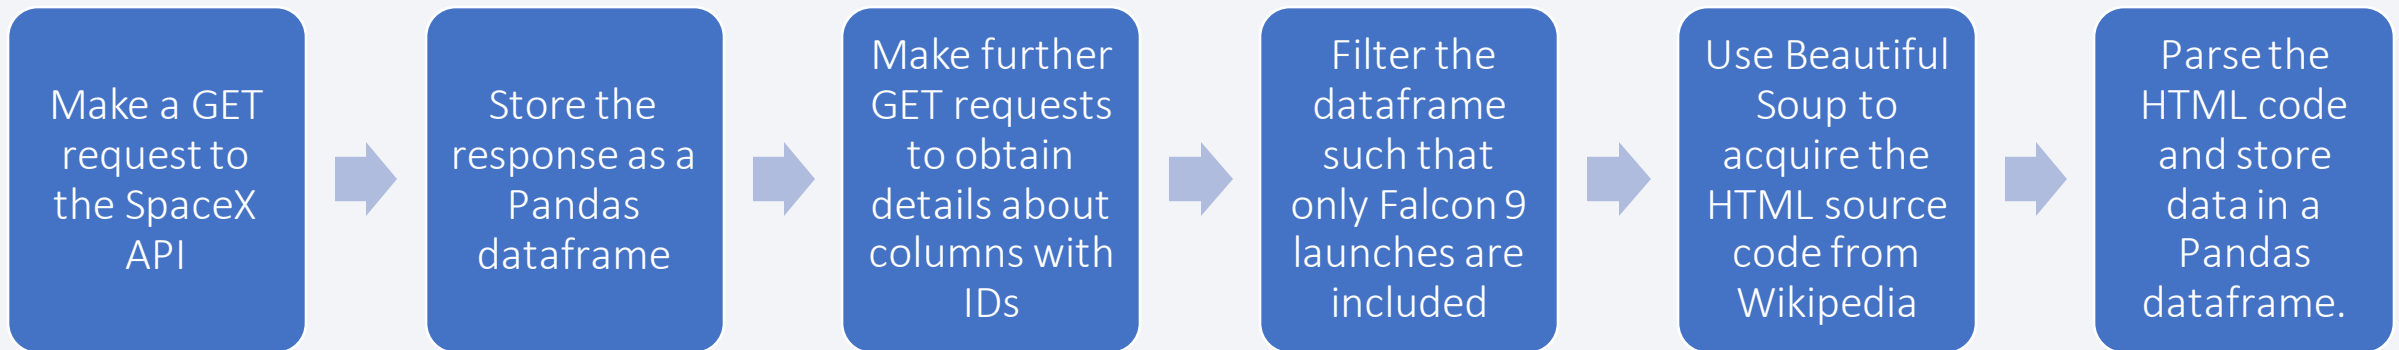 Make a GET
request to
the SpaceX
API
Store the
response as a
Pandas
dataframe
Make further
GET requests
to obtain
details about
columns with
IDs
Filter the
dataframe
such that
only Falcon 9
launches are
included
Use Beautiful
Soup to
acquire the
HTML source
code from
Wikipedia
Parse the
HTML code
and store
data in a
Pandas
dataframe.